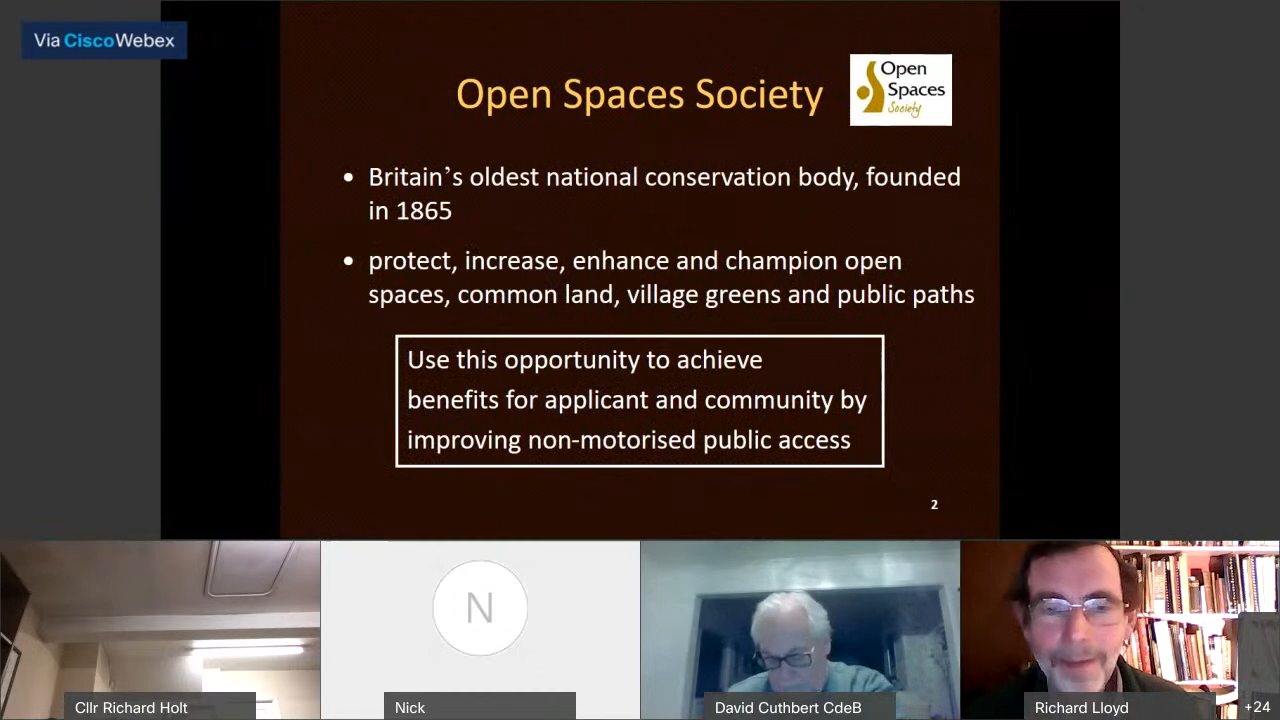 Via CiscoWebex
Open Spaces Society
Open
Spaces
Society
• Britain's oldest national conservation body, founded
in 1865
• protect, increase, enhance and champion open
spaces, common land, village greens and public paths
Use this opportunity to achieve
benefits for applicant and community by
improving non-motorised public access
2
N
Cllr Richard Holt
Nick
David Cuthbert CdeB
Richard Lloyd
+24